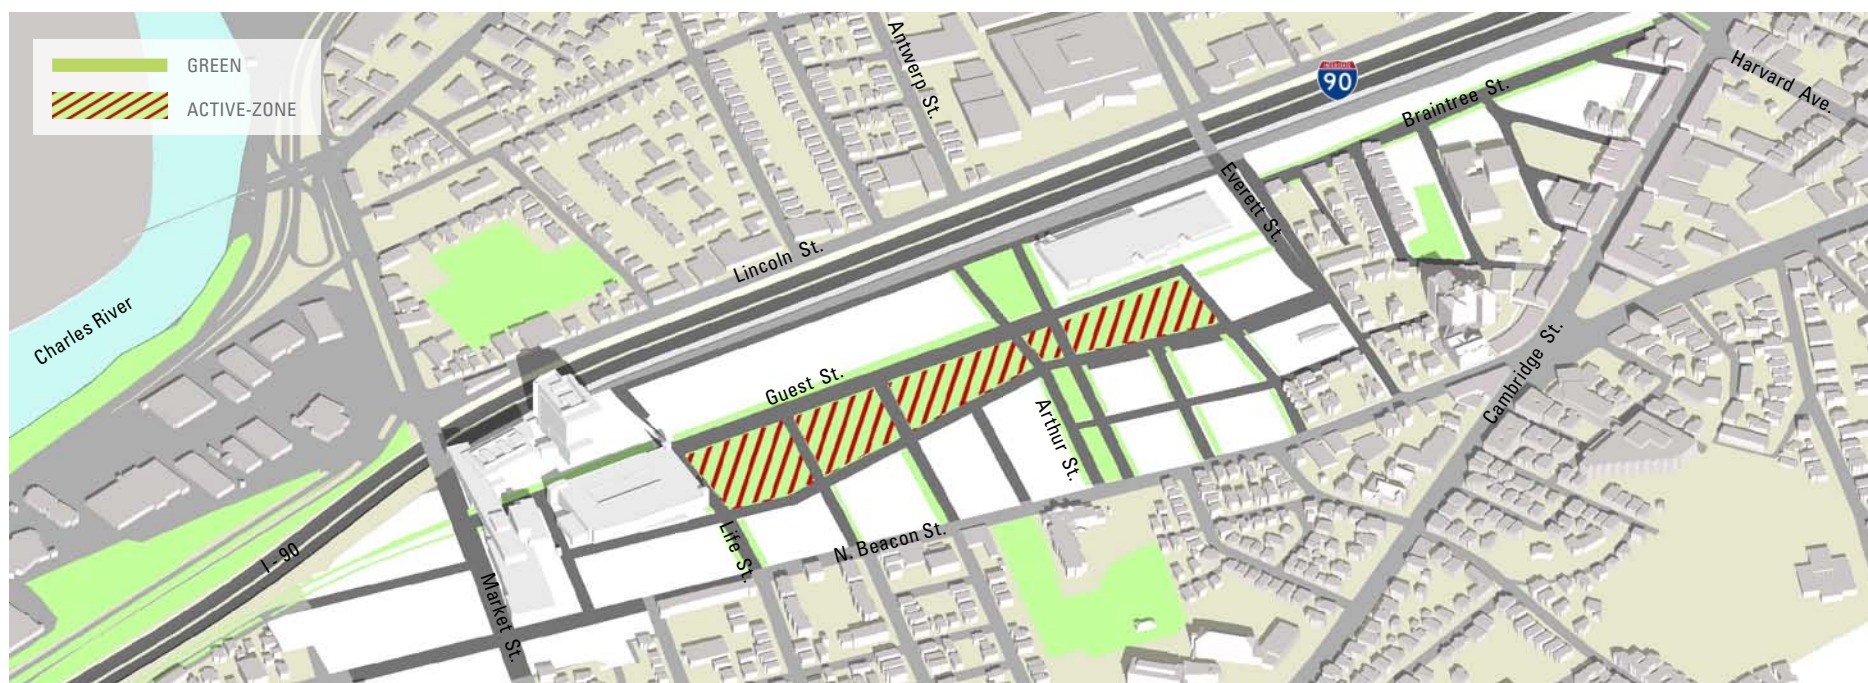 GREEN
ACTIVE-ZONE
Antwerp St.
INTERSTATE
90
Harvard Ave.
Braintree St.
Everett St.
Lincoln St.
Charles River
Guest St.
Arthur St.
Cambridge St.
I - 90
Life St.
N. Beacon St.
Market St.